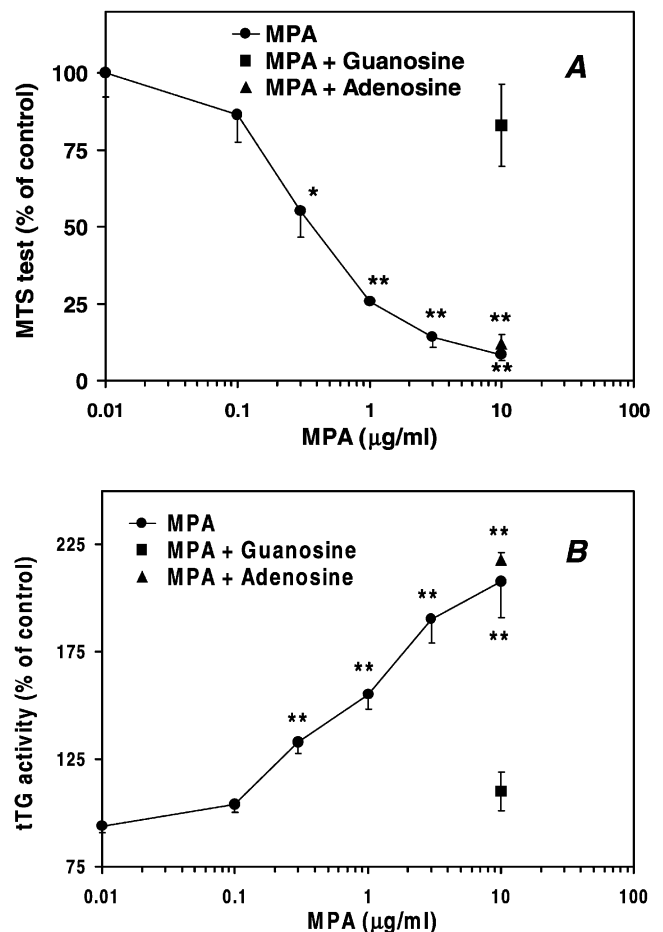 MPA
MPA + Guanosine
MPA + Adenosine
A
MTS test (% of control)
100
75
50
25
0
*
**
**
**
**
0.01 0.1 1 10 100
MPA (μg/ml)
MPA
MPA + Guanosine
MPA + Adenosine
B
tTG activity (% of control)
225
175
125
75
**
**
**
**
**
0.01 0.1 1 10 100
MPA (μg/ml)